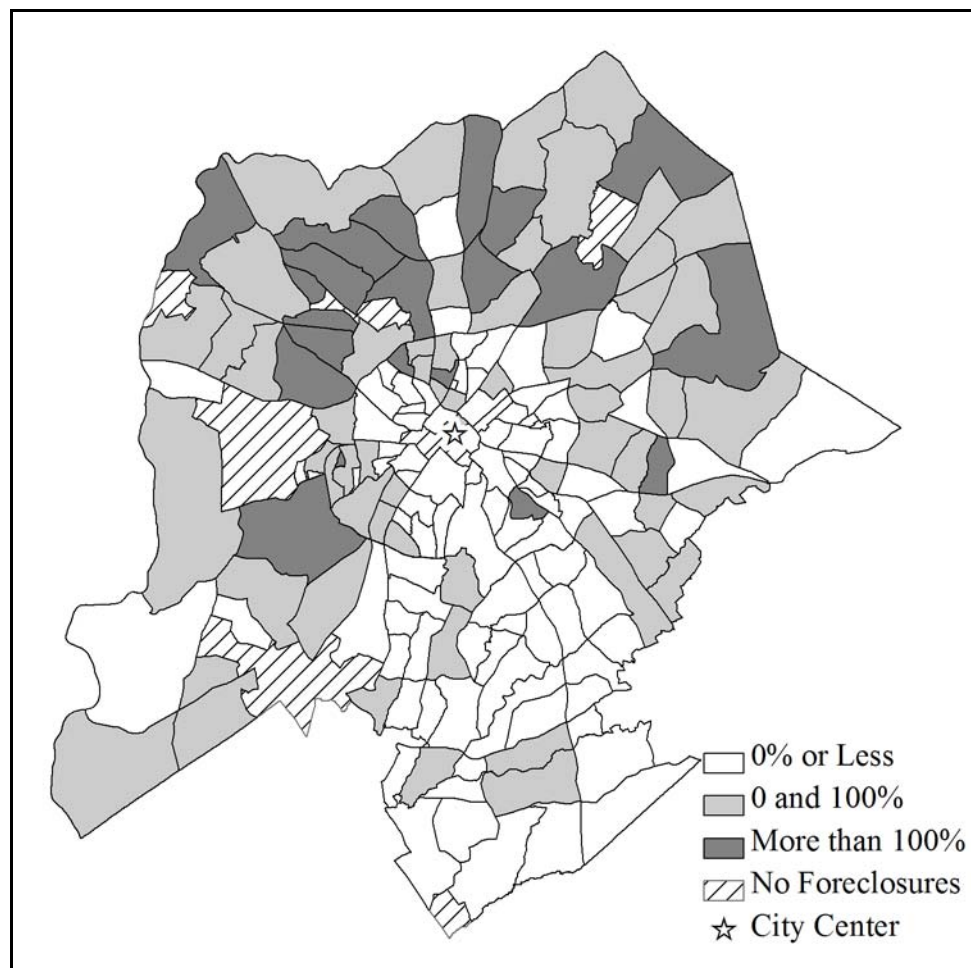 0% or Less
0 and 100%
More than 100%
No Foreclosures
City Center